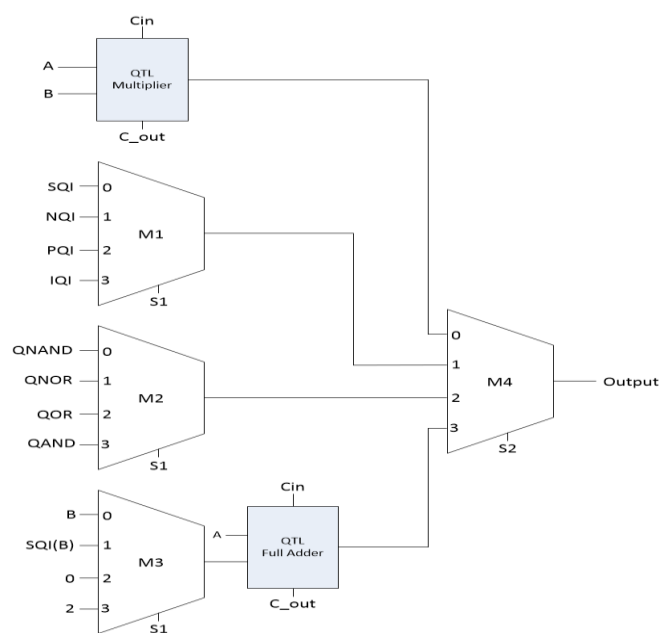 Cin
A
B
QTL
Multiplier
C_out
SQI 0
NQI 1
PQI 2
IQI 3
M1
S1
QNAND 0
QNOR 1
QOR 2
QAND 3
M2
S1
B 0
SQI(B) 1
0 2
2 3
M3
S1
Cin
A
QTL
Full Adder
C_out
0
1
2
3
M4
S2
Output